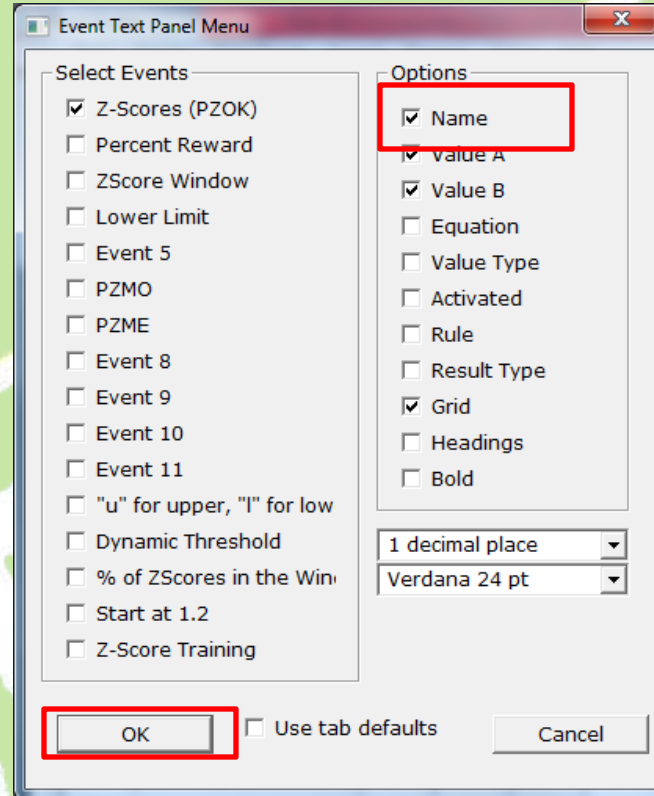 Event Text Panel Menu
Select Events
Z-Scores (PZOK)
Percent Reward
ZScore Window
Lower Limit
Event 5
PZMO
PZME
Event 8
Event 9
Event 10
Event 11
"u" for upper, "l" for low
Dynamic Threshold
% of ZScores in the Win
Start at 1.2
Z-Score Training
Options
Name
Value A
Value B
Equation
Value Type
Activated
Rule
Result Type
Grid
Headings
Bold
1 decimal place
Verdana 24 pt
OK
Use tab defaults
Cancel